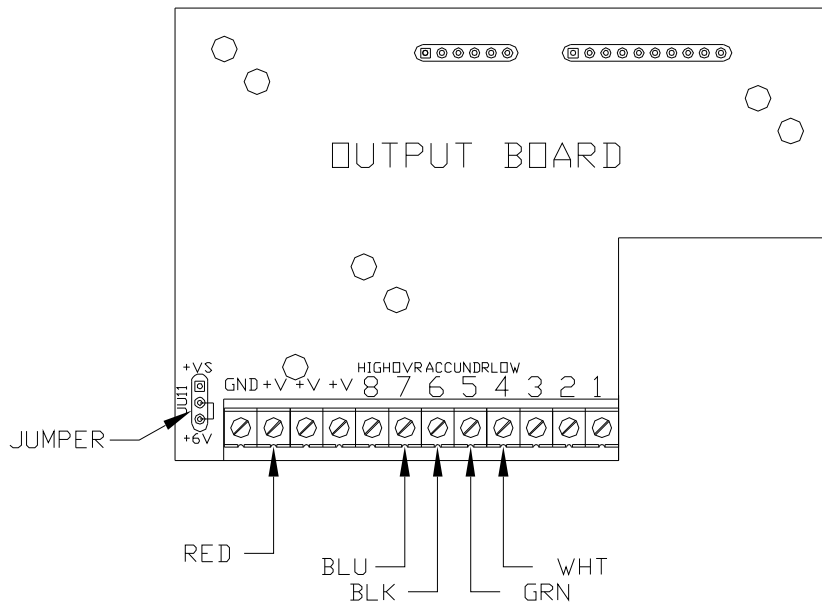 OUTPUT BOARD
+VS
JU11
+6V
JUMPER
HIGH OVR ACC UNDR LOW
GND +V +V +V 8 7 6 5 4 3 2 1
RED
BLU
BLK
WHT
GRN